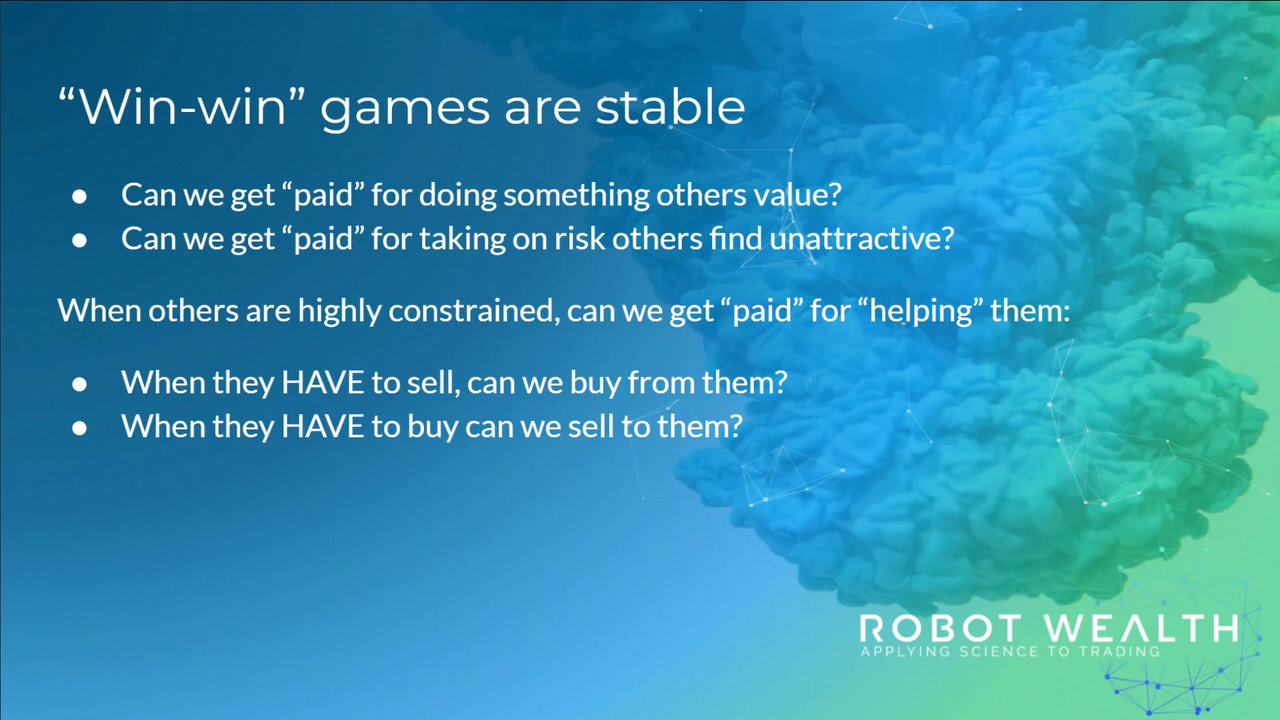 “Win-win” games are stable
● Can we get “paid” for doing something others value?
● Can we get “paid” for taking on risk others find unattractive?
When others are highly constrained, can we get “paid” for “helping” them:
● When they HAVE to sell, can we buy from them?
● When they HAVE to buy can we sell to them?
ROBOT WEALTH
APPLYING SCIENCE TO TRADING